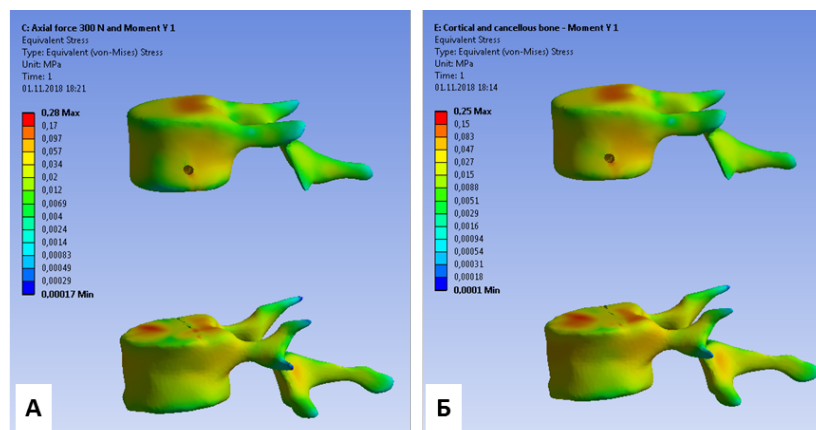 C: Axial force 300 N and Moment Y 1
Equivalent Stress
Type: Equivalent (von-Mises) Stress
Unit: MPa
Time: 1
01.11.2018 18:21
0,28 Max
0,17
0,097
0,057
0,034
0,02
0,012
0,0069
0,004
0,0024
0,0014
0,00083
0,00049
0,00029
0,00017 Min
А
E: Cortical and cancellous bone - Moment Y 1
Equivalent Stress
Type: Equivalent (von-Mises) Stress
Unit: MPa
Time: 1
01.11.2018 18:14
0,25 Max
0,15
0,083
0,047
0,027
0,015
0,0088
0,0051
0,0029
0,0016
0,00094
0,00054
0,00031
0,00018
0,0001 Min
Б